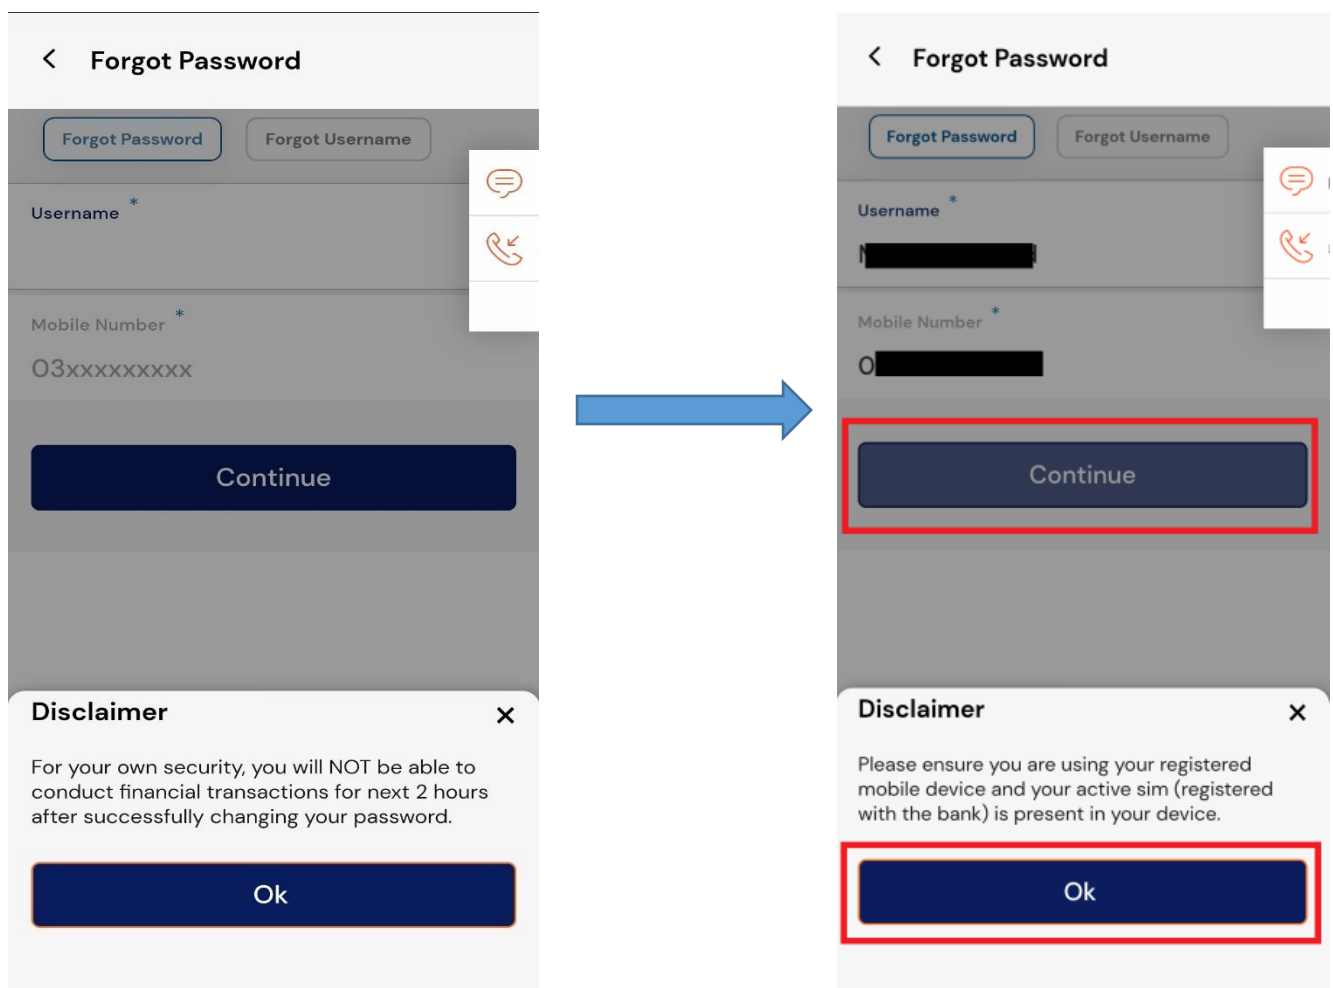 Forgot Password
Forgot Password
Forgot Username
Username *
Mobile Number *
03xxxxxxxxx
Continue
Disclaimer
For your own security, you will NOT be able to
conduct financial transactions for next 2 hours
after successfully changing your password.
Ok
Forgot Password
Forgot Password
Forgot Username
Username *
Mobile Number *
0
Continue
Disclaimer
Please ensure you are using your registered
mobile device and your active sim (registered
with the bank) is present in your device.
Ok